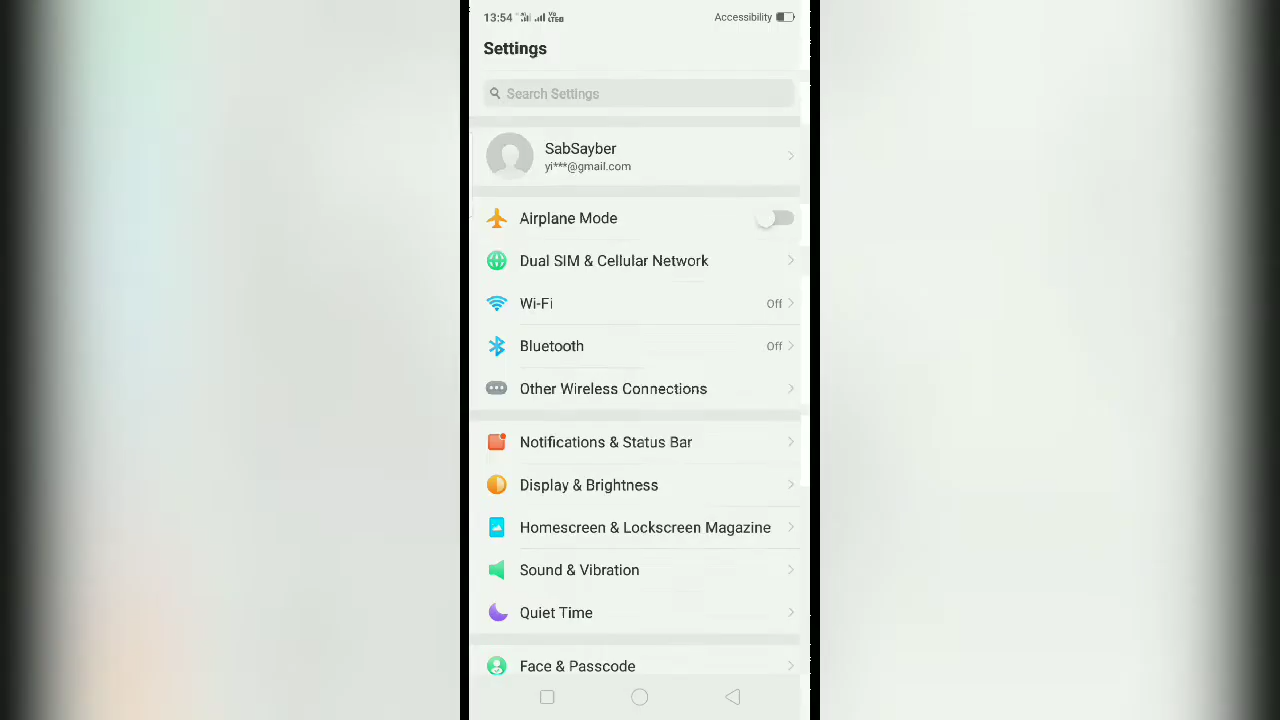 13:54 Accessibility
Settings
Search Settings
SabSayber
yi***@gmail.com
Airplane Mode
Dual SIM & Cellular Network
Wi-Fi Off
Bluetooth Off
Other Wireless Connections
Notifications & Status Bar
Display & Brightness
Homescreen & Lockscreen Magazine
Sound & Vibration
Quiet Time
Face & Passcode